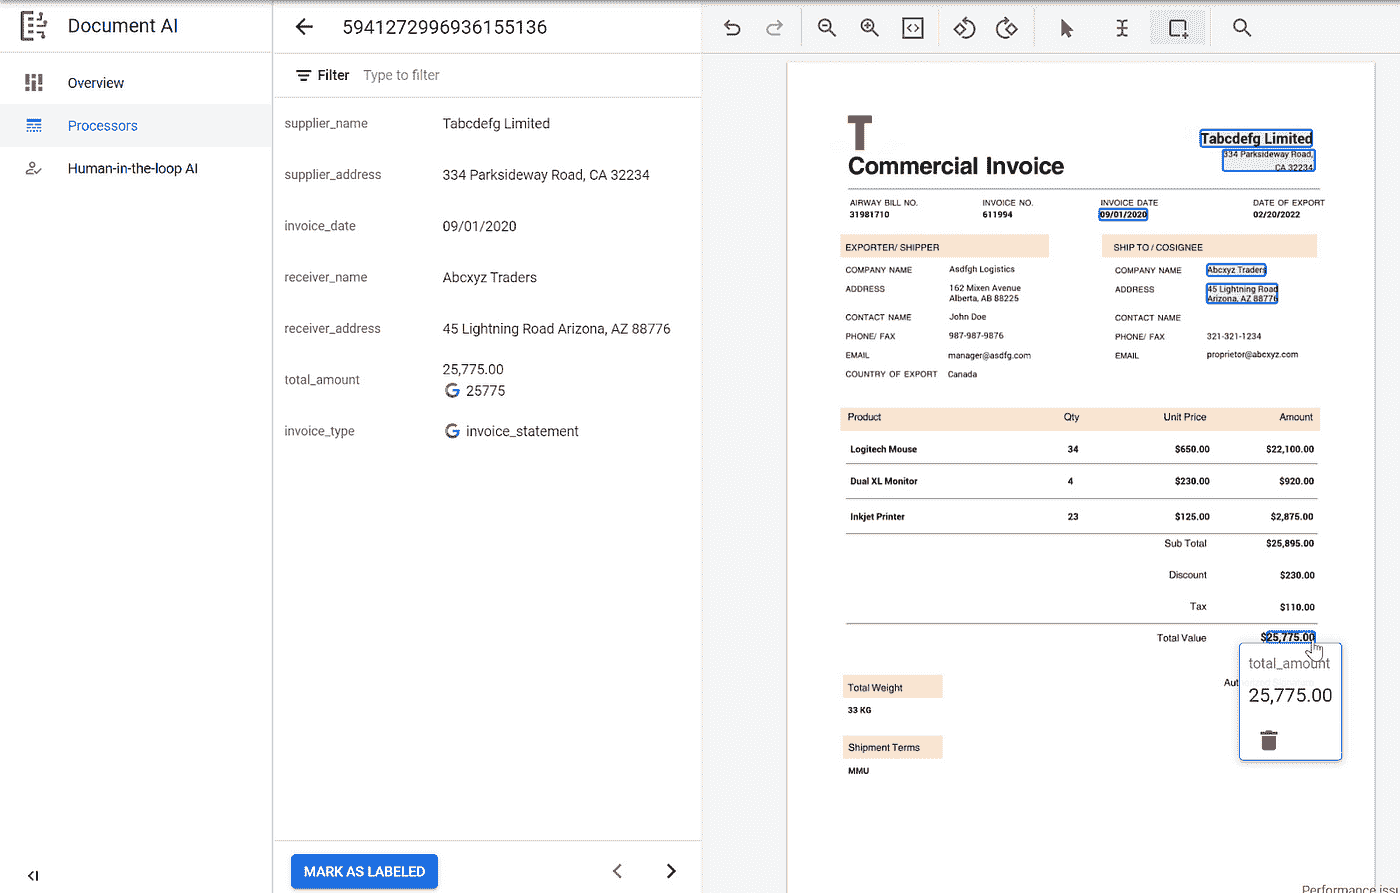 Document AI
Overview
Processors
Human-in-the-loop AI
5941272996936155136
Filter Type to filter
supplier_name Tabcdefg Limited
supplier_address 334 Parksideway Road, CA 32234
invoice_date 09/01/2020
receiver_name Abcxyz Traders
receiver_address 45 Lightning Road Arizona, AZ 88776
total_amount 25,775.00
G 25775
invoice_type G invoice_statement
MARK AS LABELED
T
Commercial Invoice
Tabcdefg Limited
334 Parksideway Road,
CA 32234
AIRWAY BILL NO. INVOICE NO. INVOICE DATE DATE OF EXPORT
31981710 611994 09/01/2020 02/20/2022
EXPORTER/ SHIPPER
COMPANY NAME Asdfgh Logistics
ADDRESS 162 Mixen Avenue
Alberta, AB 88225
CONTACT NAME John Doe
PHONE/ FAX 987-987-9876
EMAIL manager@asdfg.com
COUNTRY OF EXPORT Canada
SHIP TO / COSIGNEE
COMPANY NAME Abcxyz Traders
ADDRESS 45 Lightning Road
Arizona, AZ 88776
CONTACT NAME
PHONE/ FAX 321-321-1234
EMAIL proprietor@abcxyz.com
Product Qty Unit Price Amount
Logitech Mouse 34 $650.00 $22,100.00
Dual XL Monitor 4 $230.00 $920.00
Inkjet Printer 23 $125.00 $2,875.00
Sub Total $25,895.00
Discount $230.00
Tax $110.00
Total Value $25,775.00
total_amount
25,775.00
Total Weight
33 KG
Shipment Terms
MMU